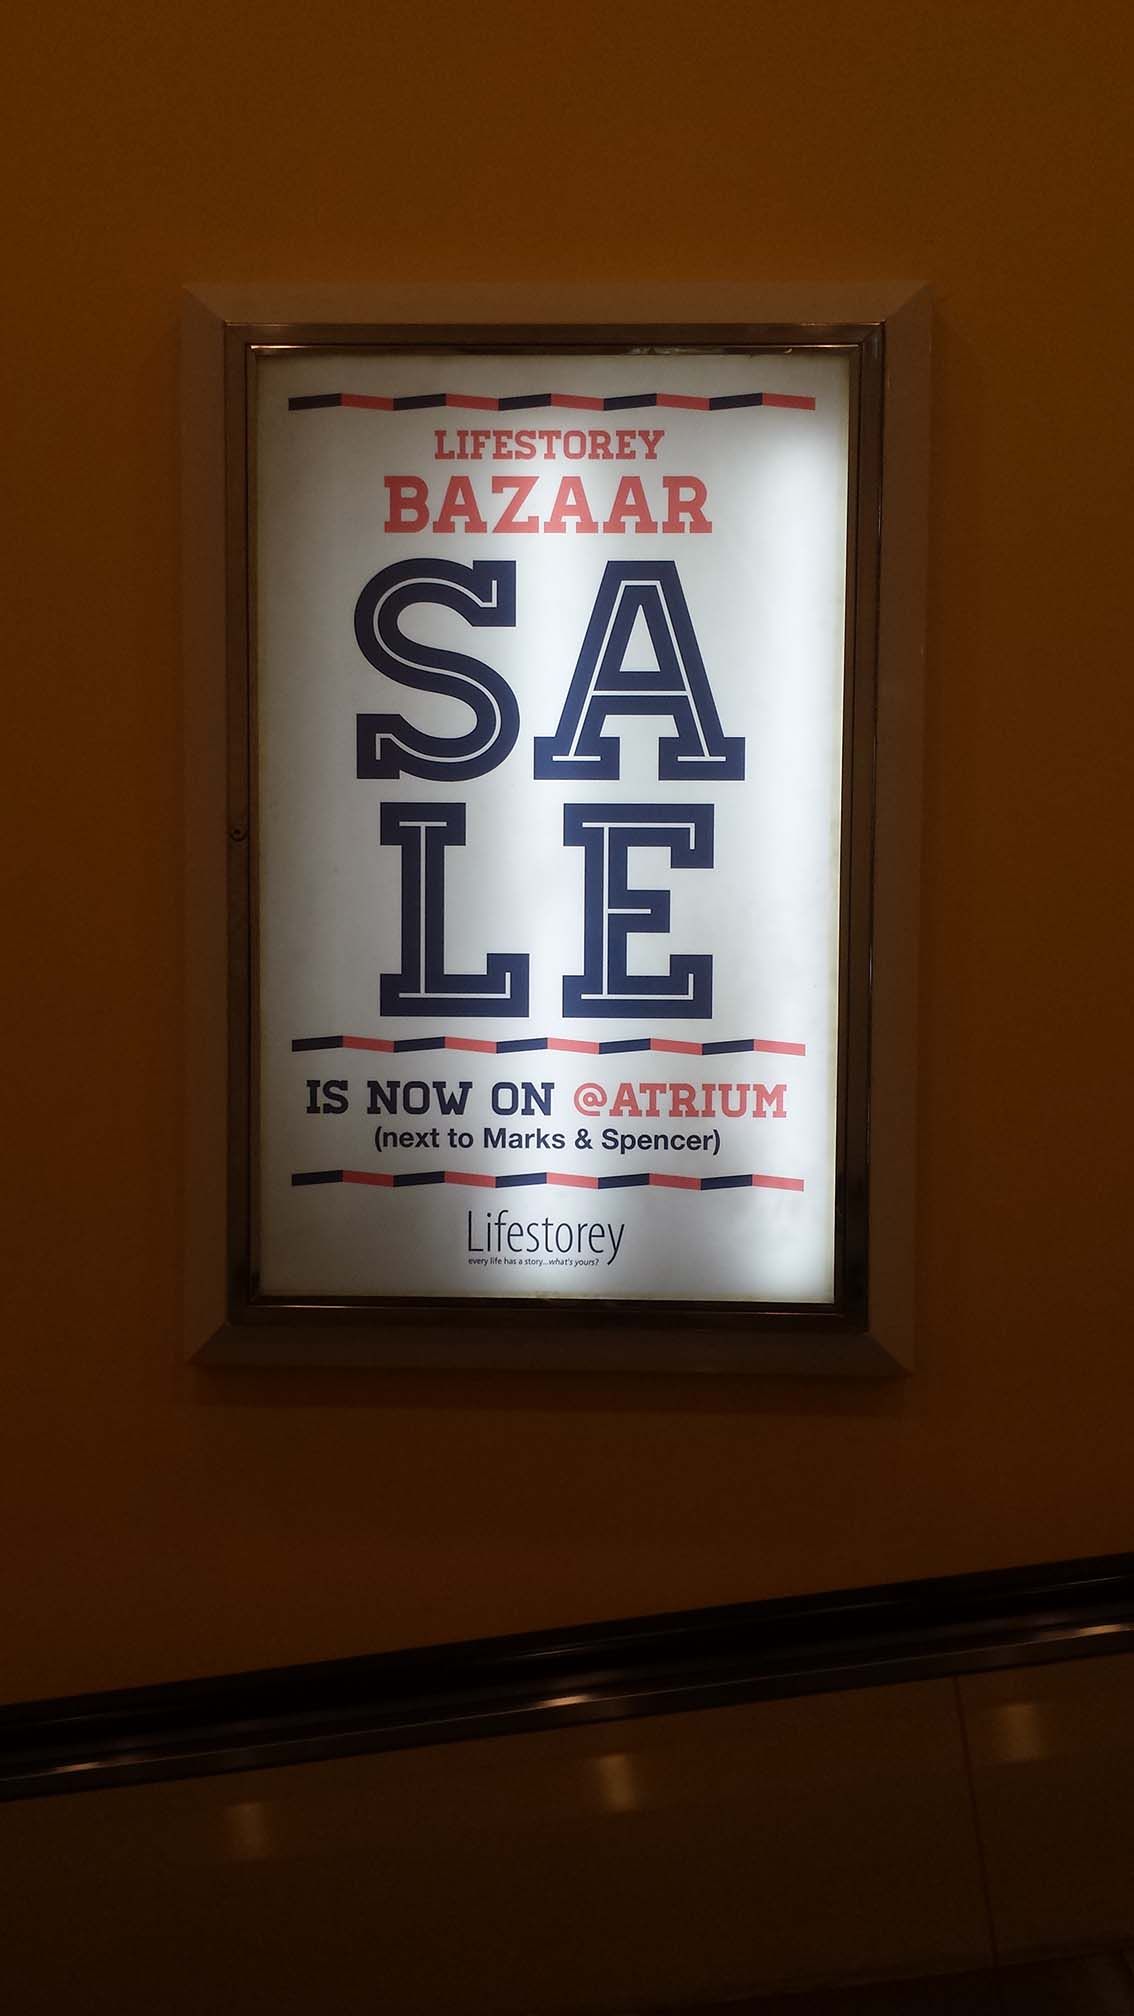 LIFESTOREY
BAZAAR
SA
LE
IS NOW ON @ATRIUM
(next to Marks & Spencer)
Lifestorey
every life has a story...what's yours?